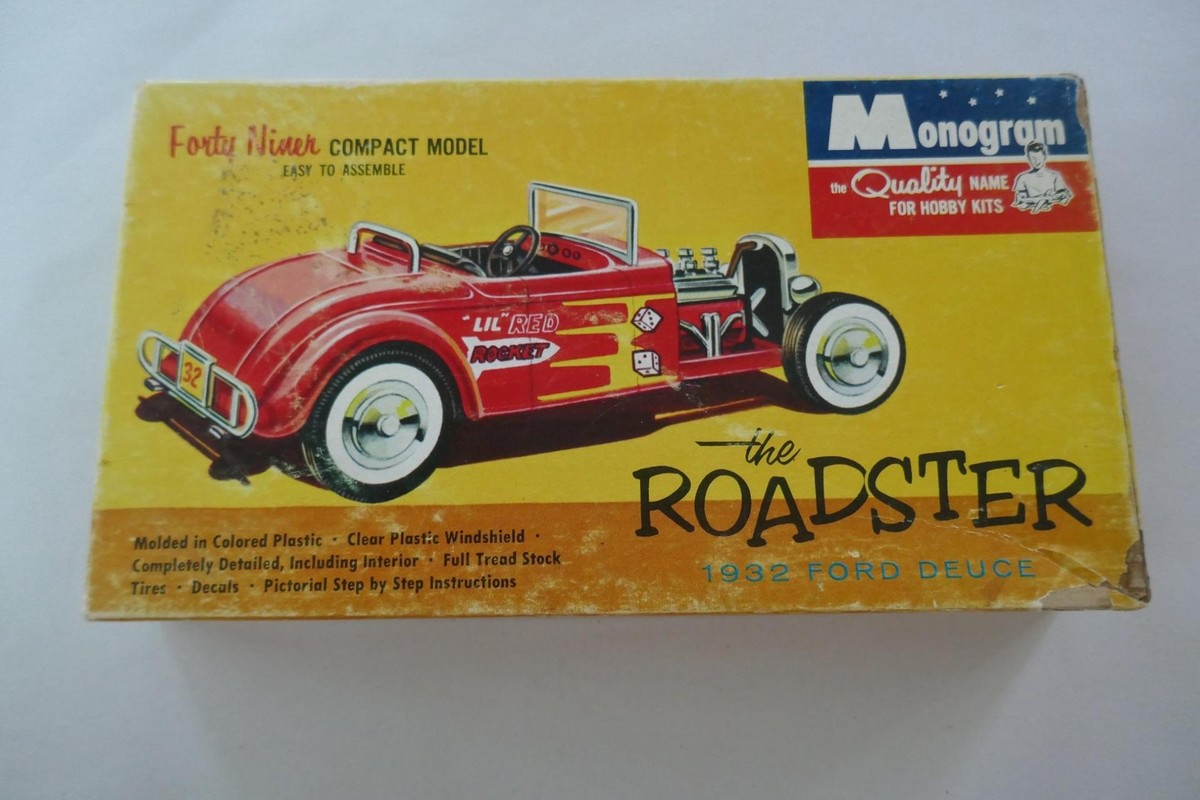 Forty Niner COMPACT MODEL
EASY TO ASSEMBLE
Monogram
the Quality NAME
FOR HOBBY KITS
"LIL" RED
ROCKET
32
the
ROADSTER
1932 FORD DEUCE
Molded in Colored Plastic · Clear Plastic Windshield ·
Completely Detailed, Including Interior · Full Tread Stock
Tires · Decals · Pictorial Step by Step Instructions